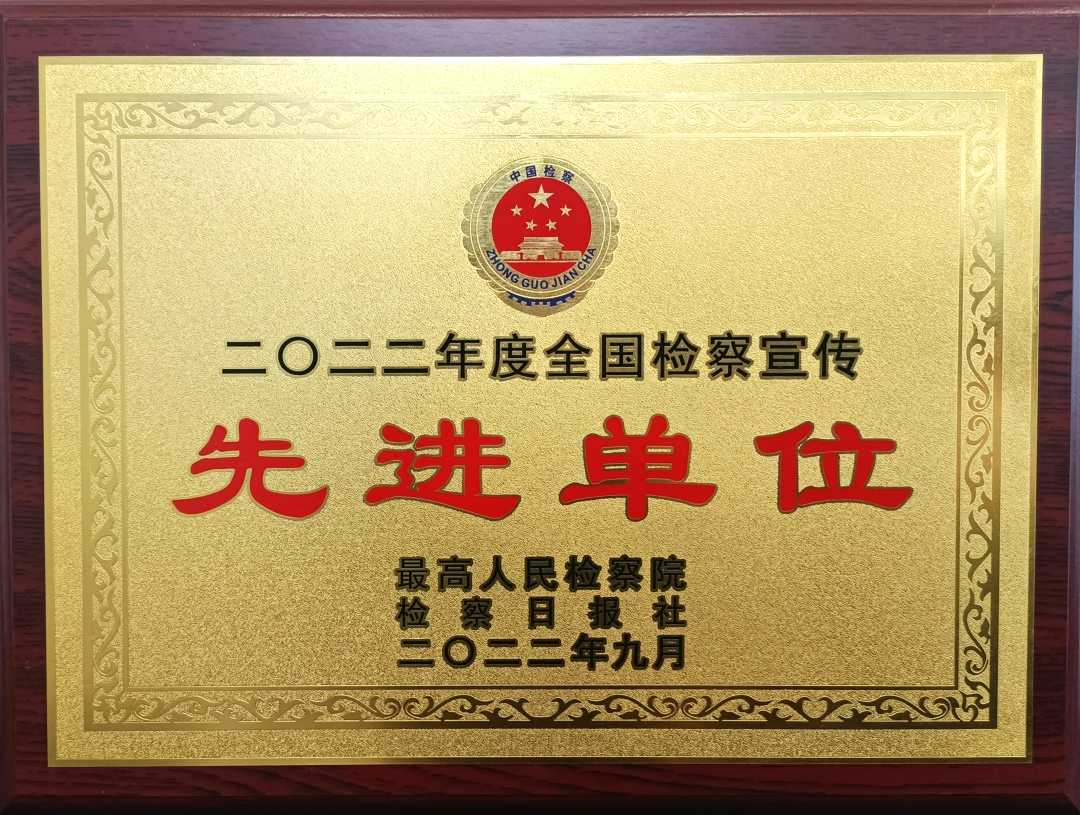 中国检察
ZHONG GUO JIAN CHA
二〇二二年度全国检察宣传
先进单位
最高人民检察院
检察日报社
二〇二二年九月